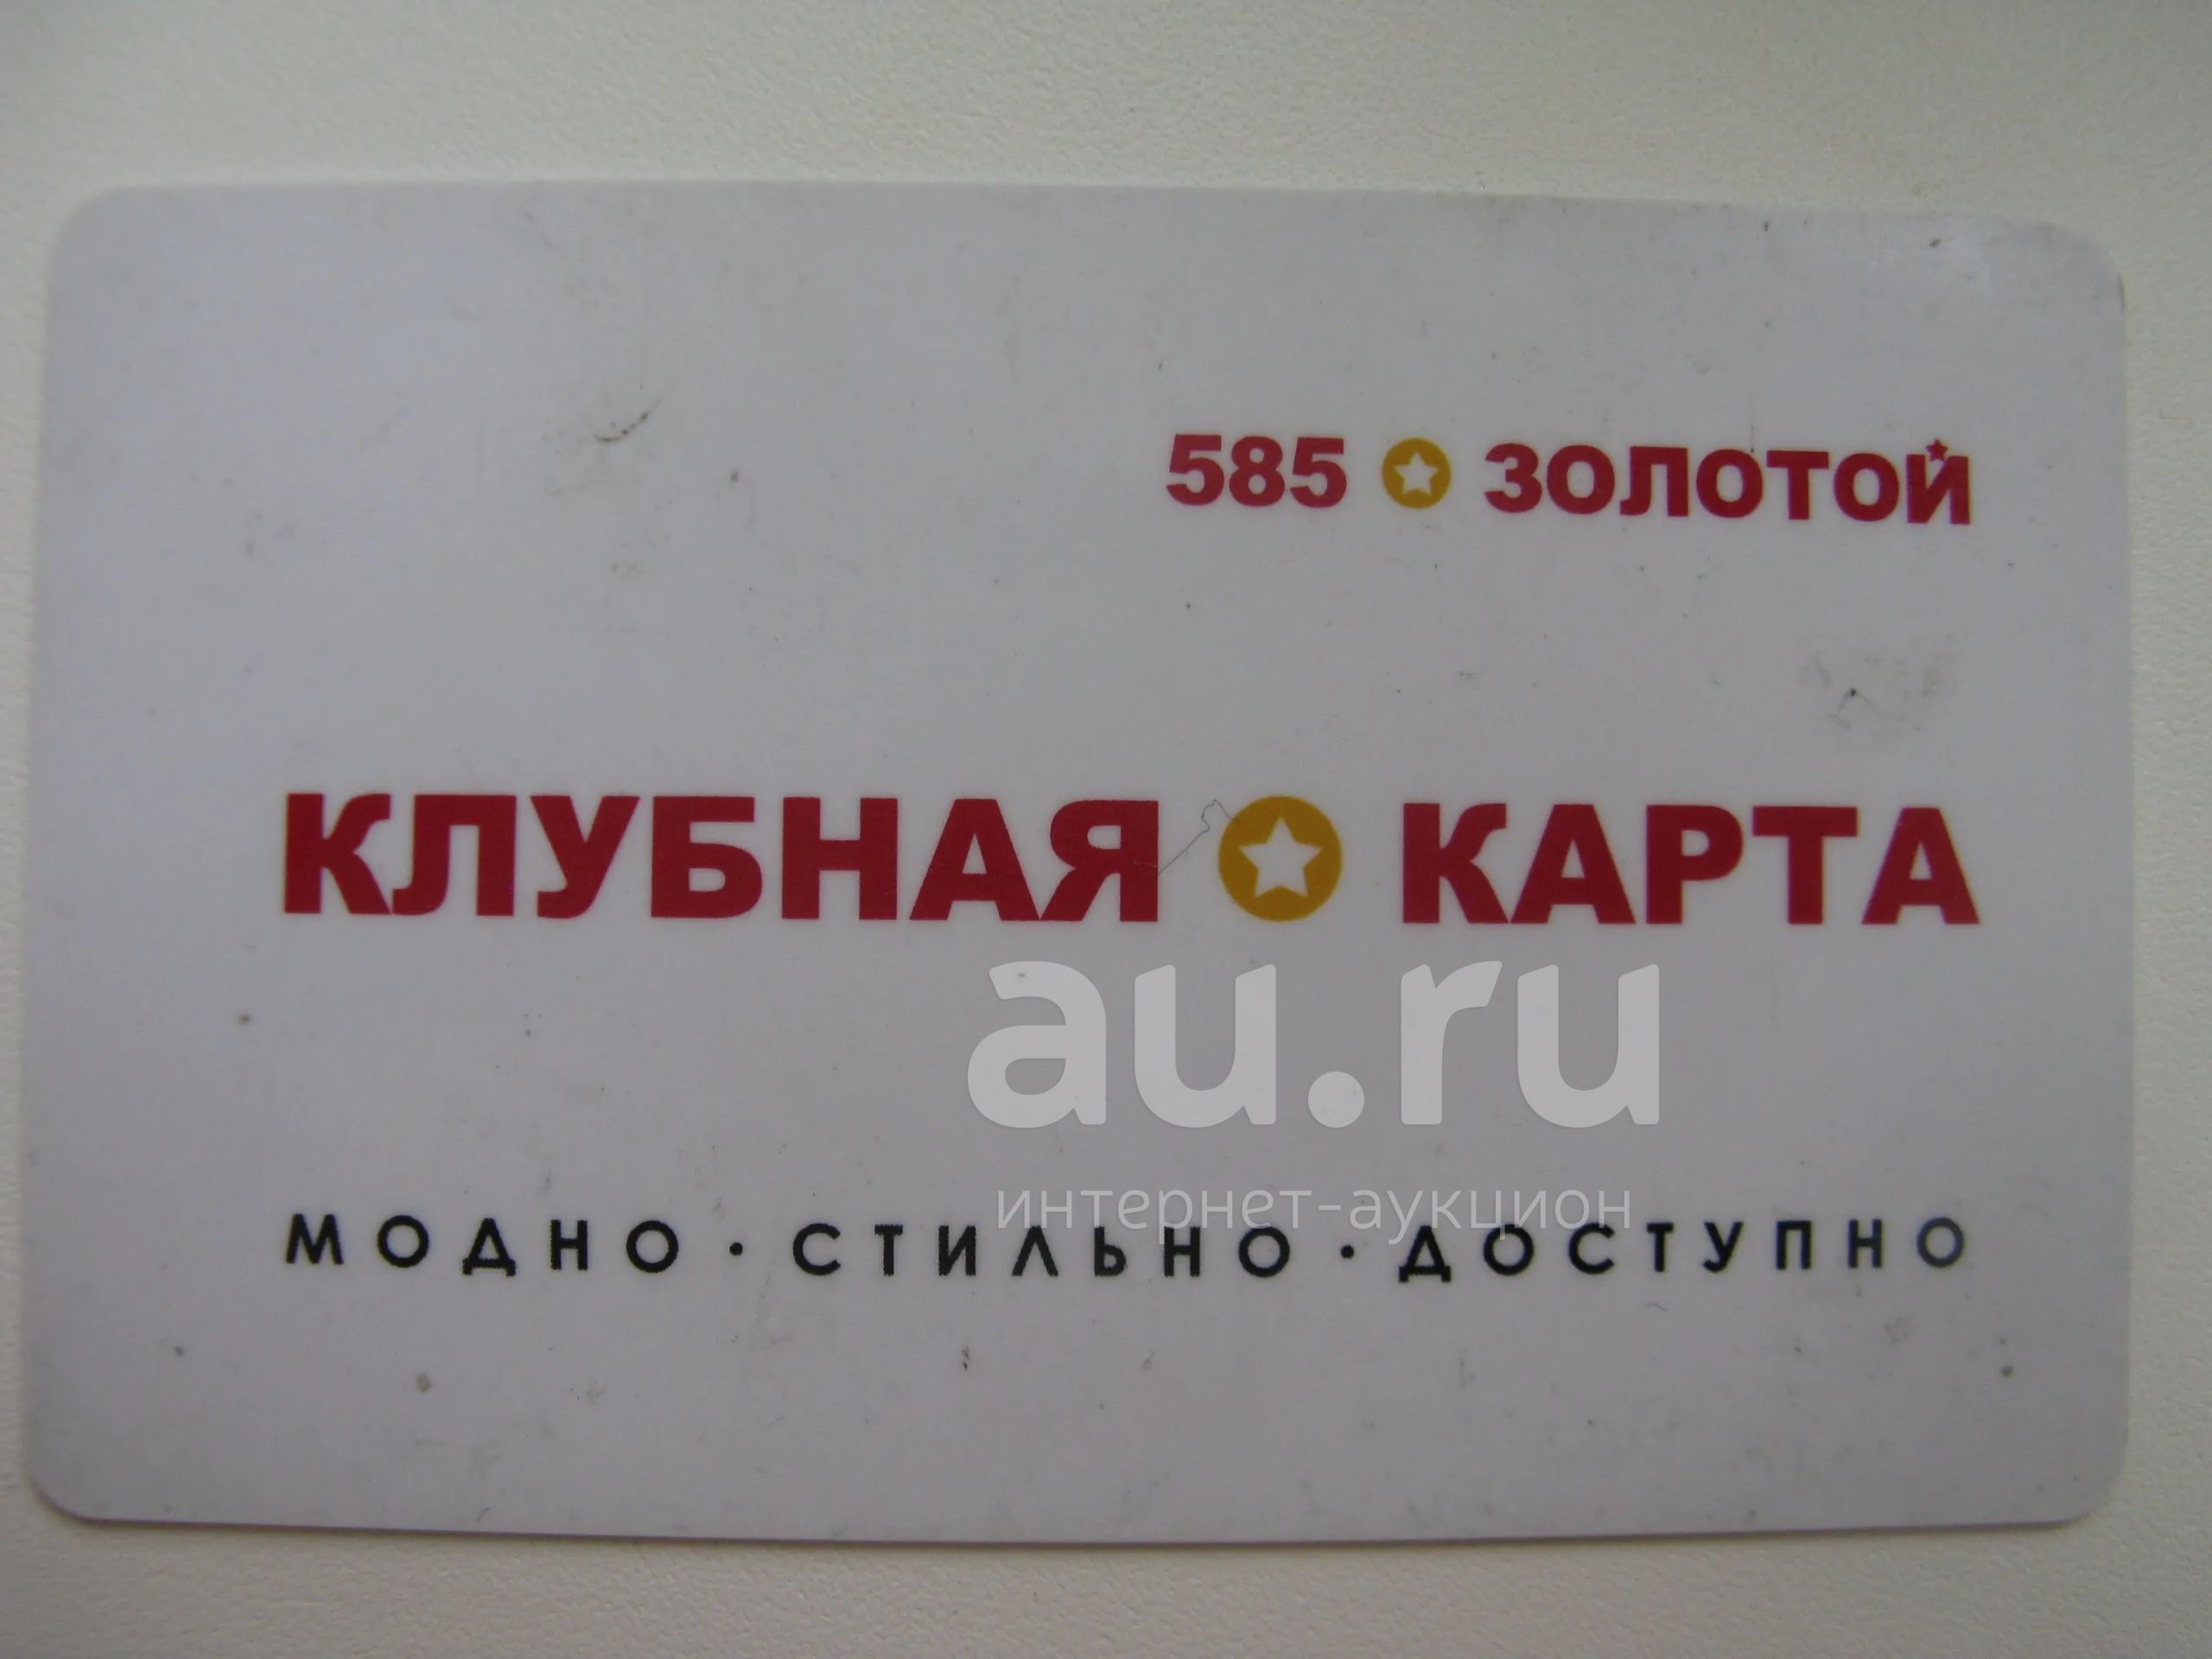 585 ЗОЛОТОЙ
КЛУБНАЯ КАРТА
au.ru
интернет-аукцион
МОДНО · СТИЛЬНО · ДОСТУПНО